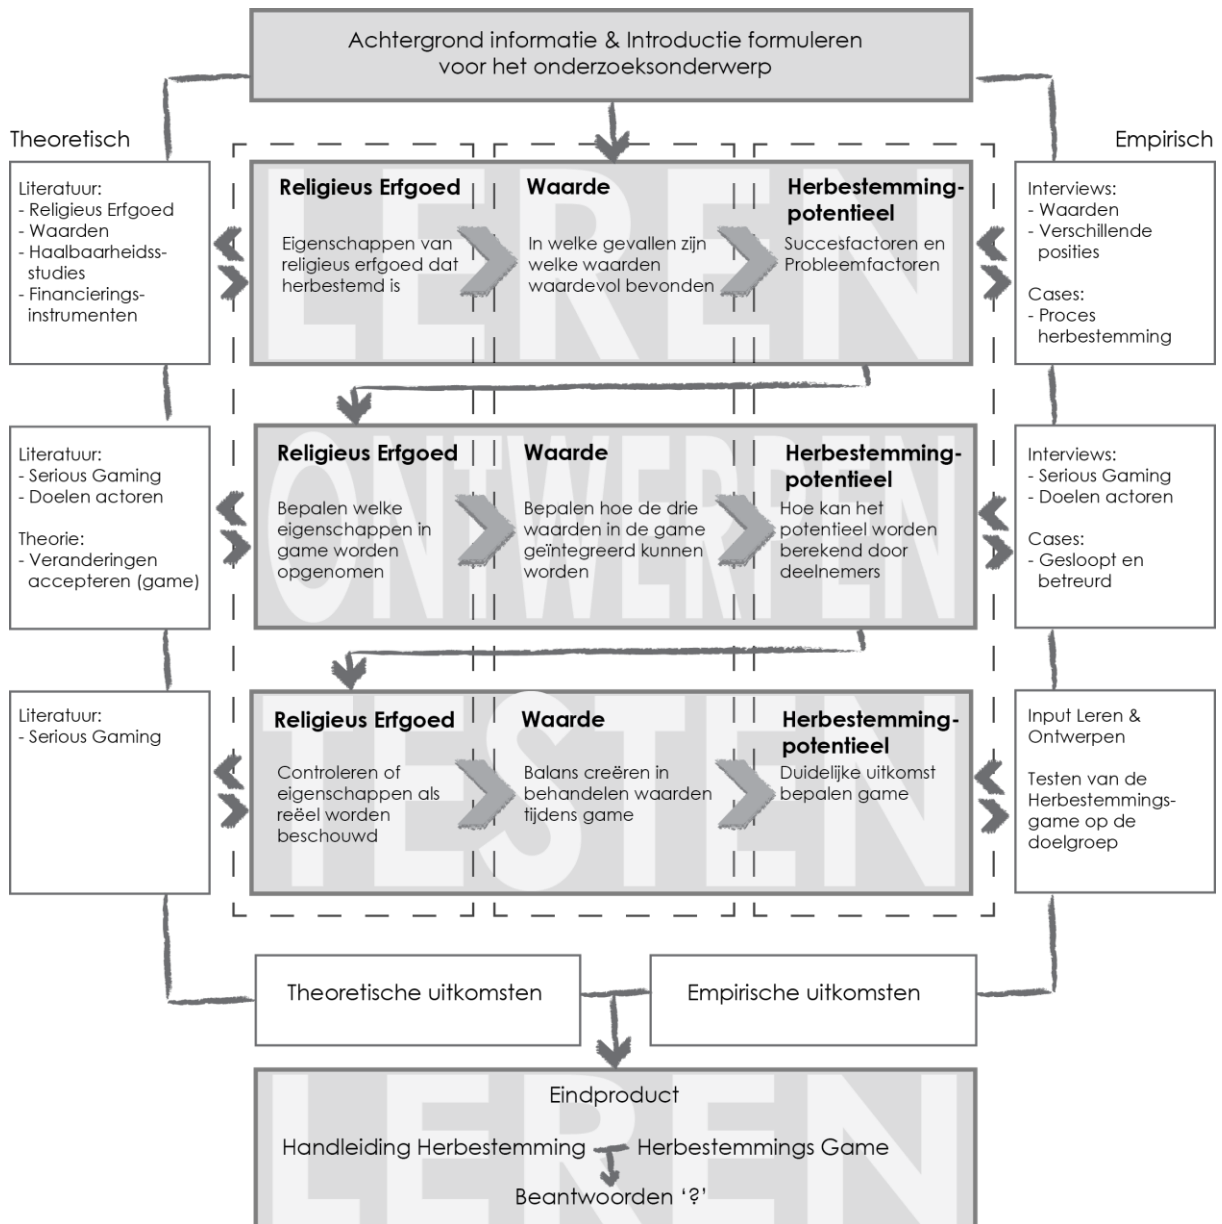 Achtergrond informatie & Introductie formuleren
voor het onderzoeksonderwerp
Theoretisch
Empirisch
Literatuur:
- Religieus Erfgoed
- Waarden
- Haalbaarheidss-
studies
- Financierings-
instrumenten
LEREN
Religieus Erfgoed
Eigenschappen van
religieus erfgoed dat
herbestemd is
Waarde
In welke gevallen zijn
welke waarden
waardevol bevonden
Herbestemming-
potentieel
Succesfactoren en
Probleemfactoren
Interviews:
- Waarden
- Verschillende
posities
Cases:
- Proces
herbestemming
Literatuur:
- Serious Gaming
- Doelen actoren
Theorie:
- Veranderingen
accepteren (game)
ONTWERPEN
Religieus Erfgoed
Bepalen welke
eigenschappen in
game worden
opgenomen
Waarde
Bepalen hoe de drie
waarden in de game
geïntegreerd kunnen
worden
Herbestemming-
potentieel
Hoe kan het
potentieel worden
berekend door
deelnemers
Interviews:
- Serious Gaming
- Doelen actoren
Cases:
- Gesloopt en
betreurd
Literatuur:
- Serious Gaming
TESTEN
Religieus Erfgoed
Controleren of
eigenschappen als
reëel worden
beschouwd
Waarde
Balans creëren in
behandelen waarden
tijdens game
Herbestemming-
potentieel
Duidelijke uitkomst
bepalen game
Input Leren &
Ontwerpen
Testen van de
Herbestemmings-
game op de
doelgroep
Theoretische uitkomsten
Empirische uitkomsten
LEREN
Eindproduct
Handleiding Herbestemming
Herbestemmings Game
Beantwoorden '?'